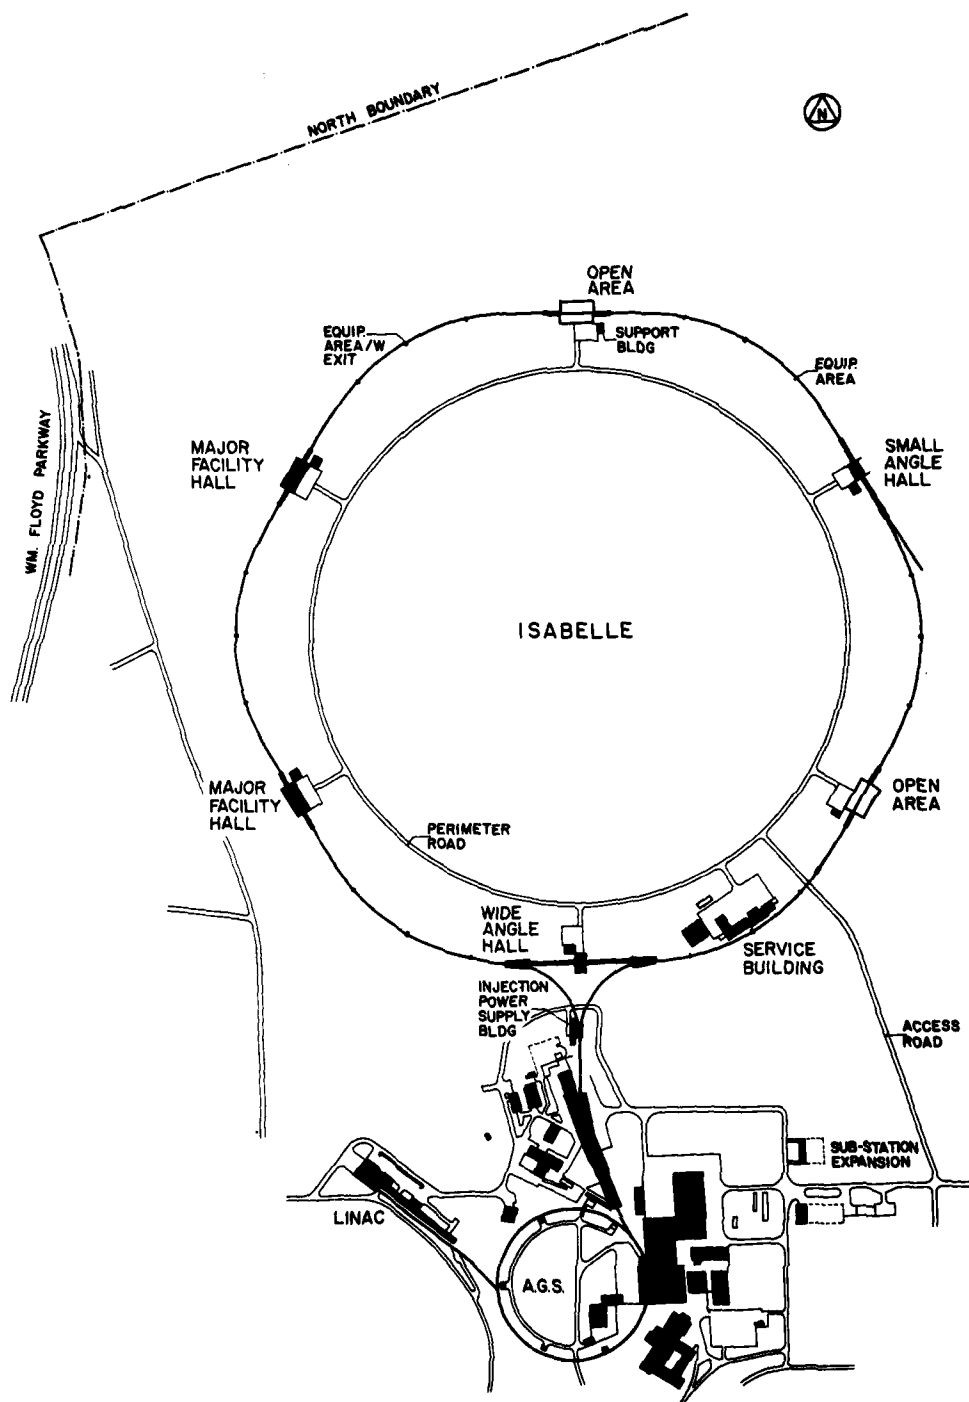 NORTH BOUNDARY
N
OPEN
AREA
EQUIP.
AREA/W
EXIT
SUPPORT
BLDG
EQUIP.
AREA
WM. FLOYD PARKWAY
MAJOR
FACILITY
HALL
SMALL
ANGLE
HALL
ISABELLE
MAJOR
FACILITY
HALL
OPEN
AREA
PERIMETER
ROAD
WIDE
ANGLE
HALL
SERVICE
BUILDING
INJECTION
POWER
SUPPLY
BLDG
ACCESS
ROAD
SUB-STATION
EXPANSION
LINAC
A.G.S.